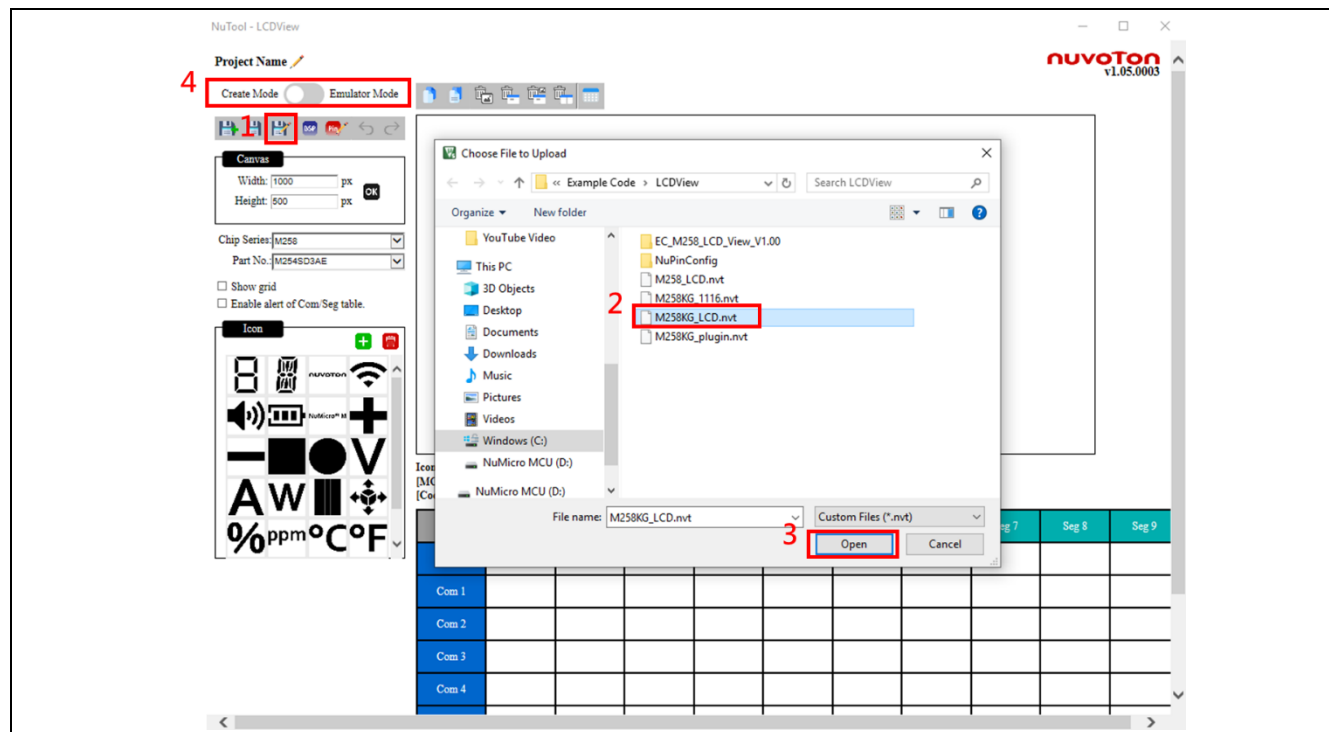 NuTool - LCDView
Project Name
nuvoTon
v1.05.0003
4
Create Mode
Emulator Mode
1
Canvas
Width: 1000 px
OK
Height: 500 px
Chip Series: M258
Part No.: M254SD3AE
Show grid
Enable alert of Com/Seg table.
Icon
nuvoTon
NuMicro® M
V
A W
% ppm °C °F
Choose File to Upload
« Example Code › LCDView
Search LCDView
Organize
New folder
YouTube Video
This PC
3D Objects
Desktop
Documents
Downloads
Music
Pictures
Videos
Windows (C:)
NuMicro MCU (D:)
NuMicro MCU (D:)
EC_M258_LCD_View_V1.00
NuPinConfig
M258_LCD.nvt
M258KG_1116.nvt
2
M258KG_LCD.nvt
M258KG_plugin.nvt
File name: M258KG_LCD.nvt
Custom Files (*.nvt)
3
Open
Cancel
Seg 8
Seg 9
Com 1
Com 2
Com 3
Com 4